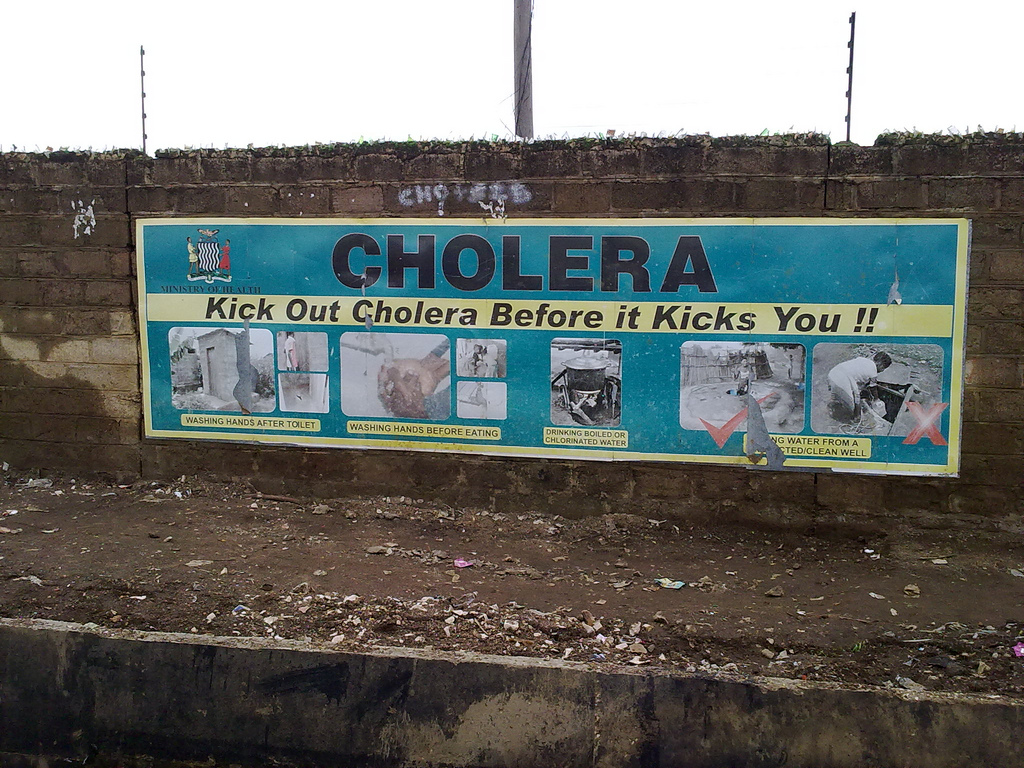 CHOLERA
MINISTRY OF HEALTH
Kick Out Cholera Before it Kicks You !!
WASHING HANDS AFTER TOILET
WASHING HANDS BEFORE EATING
DRINKING BOILED OR
CHLORINATED WATER
WATER FROM A
CLEAN WELL